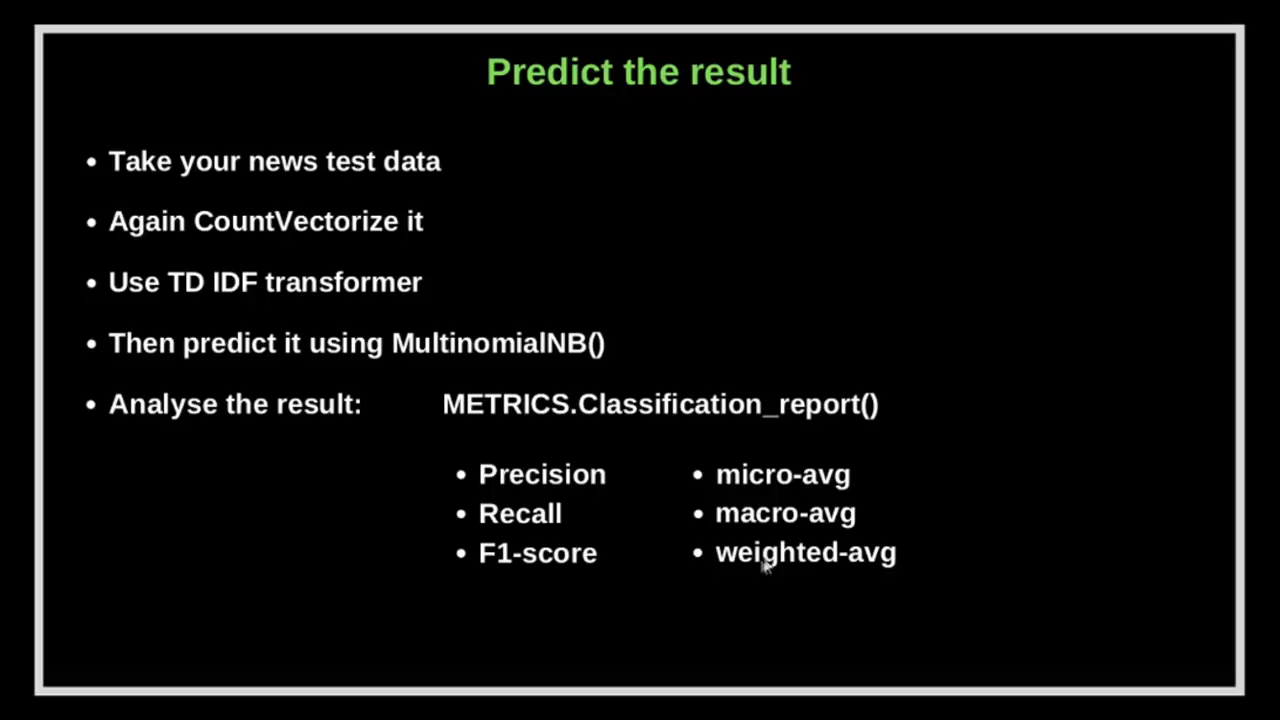 Predict the result
• Take your news test data
• Again CountVectorize it
• Use TD IDF transformer
• Then predict it using MultinomialNB()
• Analyse the result: METRICS.Classification_report()
• Precision • micro-avg
• Recall • macro-avg
• F1-score • weighted-avg